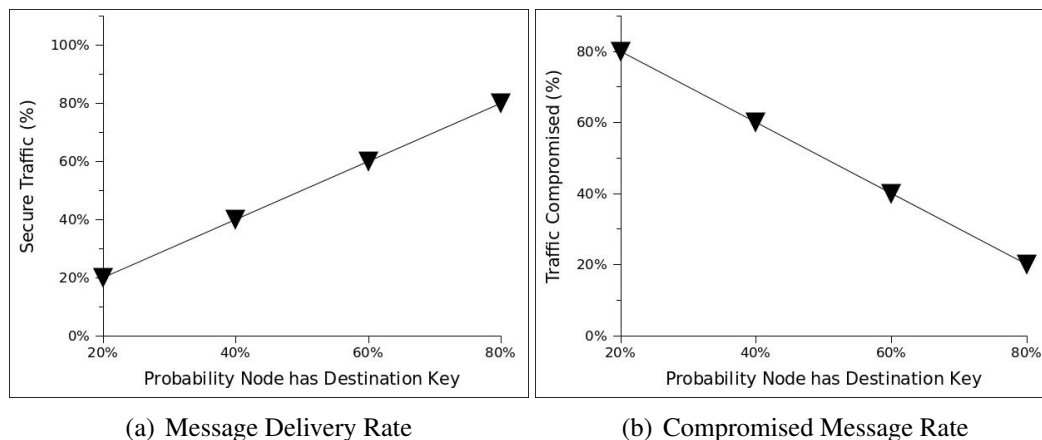 Secure Traffic (%)
100%
80%
60%
40%
20%
0%
20% 40% 60% 80%
Probability Node has Destination Key
(a) Message Delivery Rate
Traffic Compromised (%)
80%
60%
40%
20%
0%
20% 40% 60% 80%
Probability Node has Destination Key
(b) Compromised Message Rate